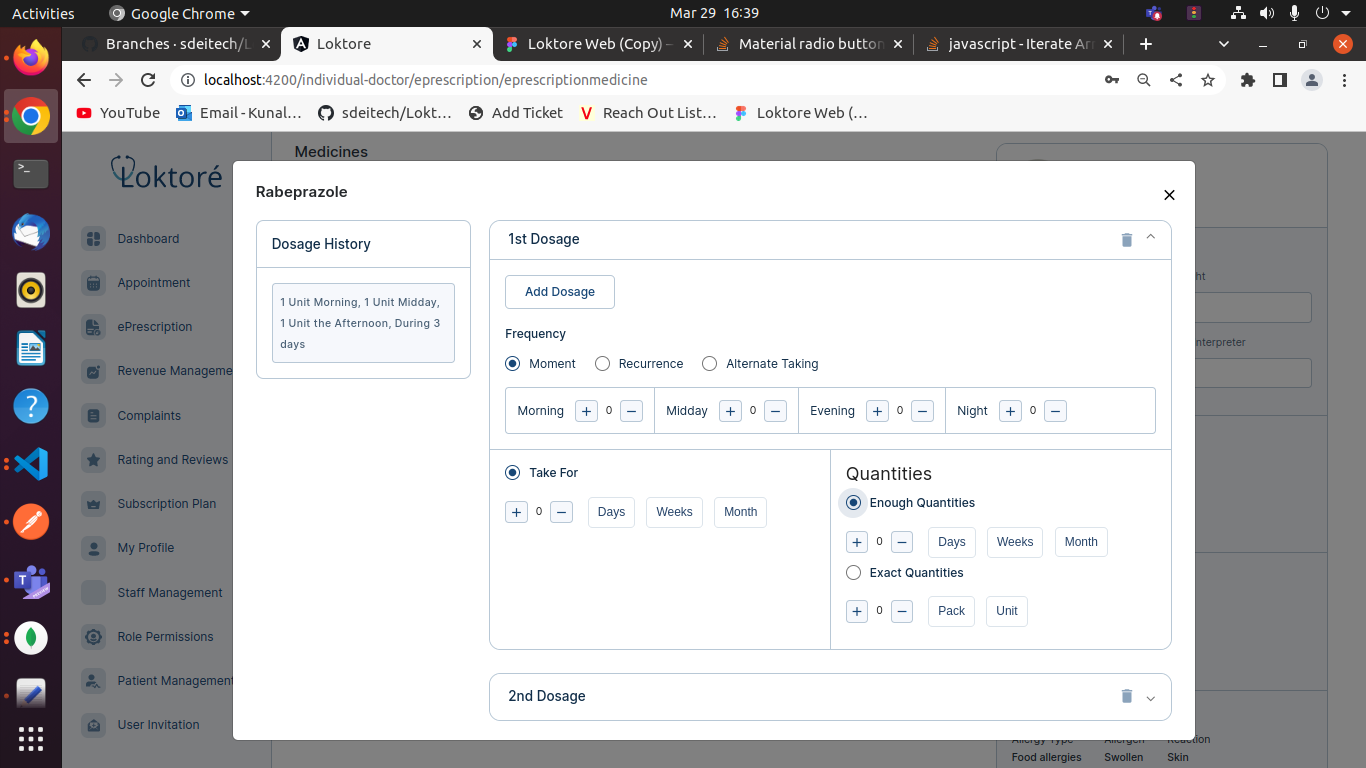 Activities
Google Chrome
Mar 29 16:39
Branches · sdeitech/L
Loktore
Loktore Web (Copy) –
Material radio button
javascript - Iterate Arr
localhost:4200/individual-doctor/eprescription/eprescriptionmedicine
YouTube
Email - Kunal...
sdeitech/Lokt...
Add Ticket
Reach Out List...
Loktore Web (...
Loktoré
Dashboard
Appointment
ePrescription
Revenue Manageme
Complaints
Rating and Reviews
Subscription Plan
My Profile
Staff Management
Role Permissions
Patient Management
User Invitation
Medicines
Rabeprazole
Dosage History
1 Unit Morning, 1 Unit Midday,
1 Unit the Afternoon, During 3
days
1st Dosage
Add Dosage
Frequency
Moment Recurrence Alternate Taking
Morning + 0 − Midday + 0 − Evening + 0 − Night + 0 −
Take For
+ 0 − Days Weeks Month
Quantities
Enough Quantities
+ 0 − Days Weeks Month
Exact Quantities
+ 0 − Pack Unit
2nd Dosage
ht
nterpreter
Allergy Type Allergen Reaction
Food allergies Swollen Skin